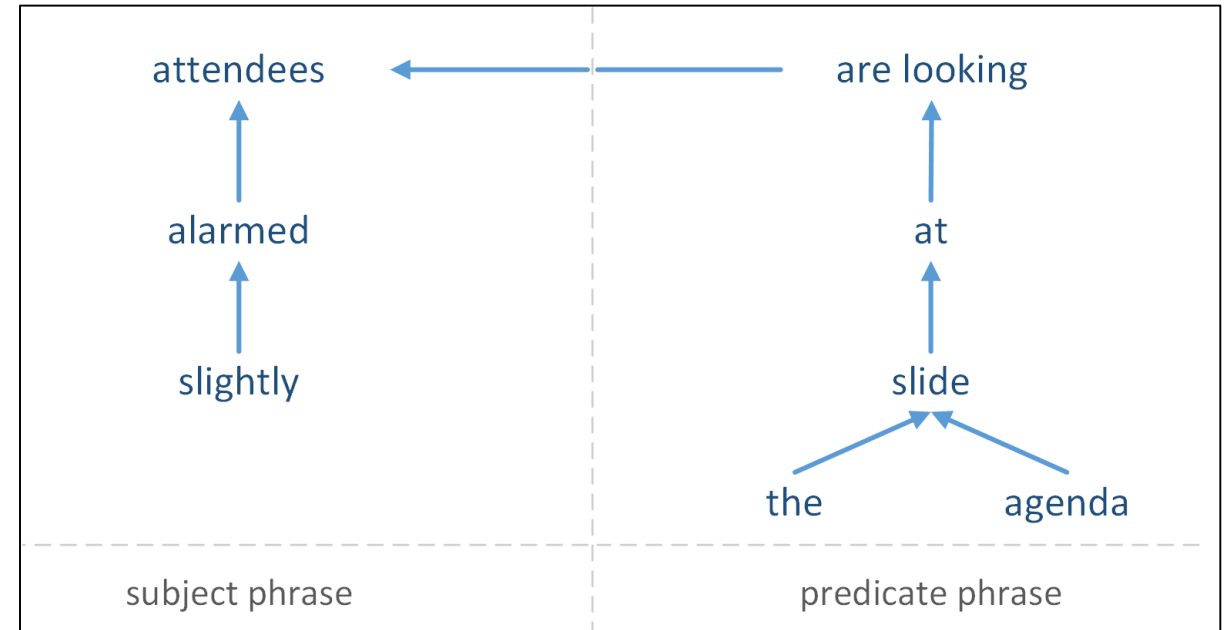 attendees are looking
alarmed at
slightly slide
the agenda
subject phrase predicate phrase